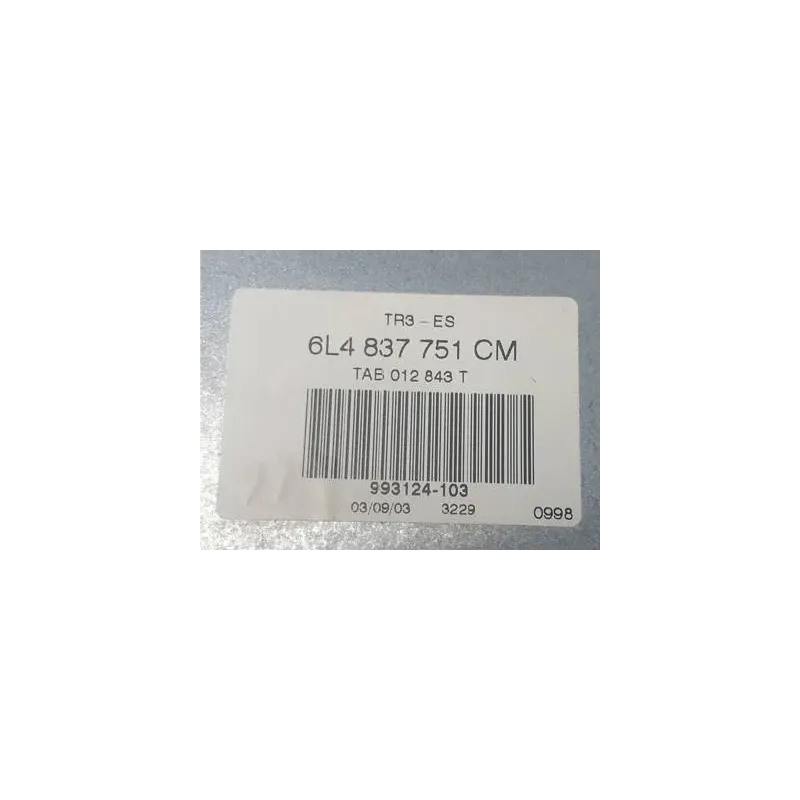 TR3 - ES
6L4 837 751 CM
TAB 012 843 T
993124-103
03/09/03 3229
0998